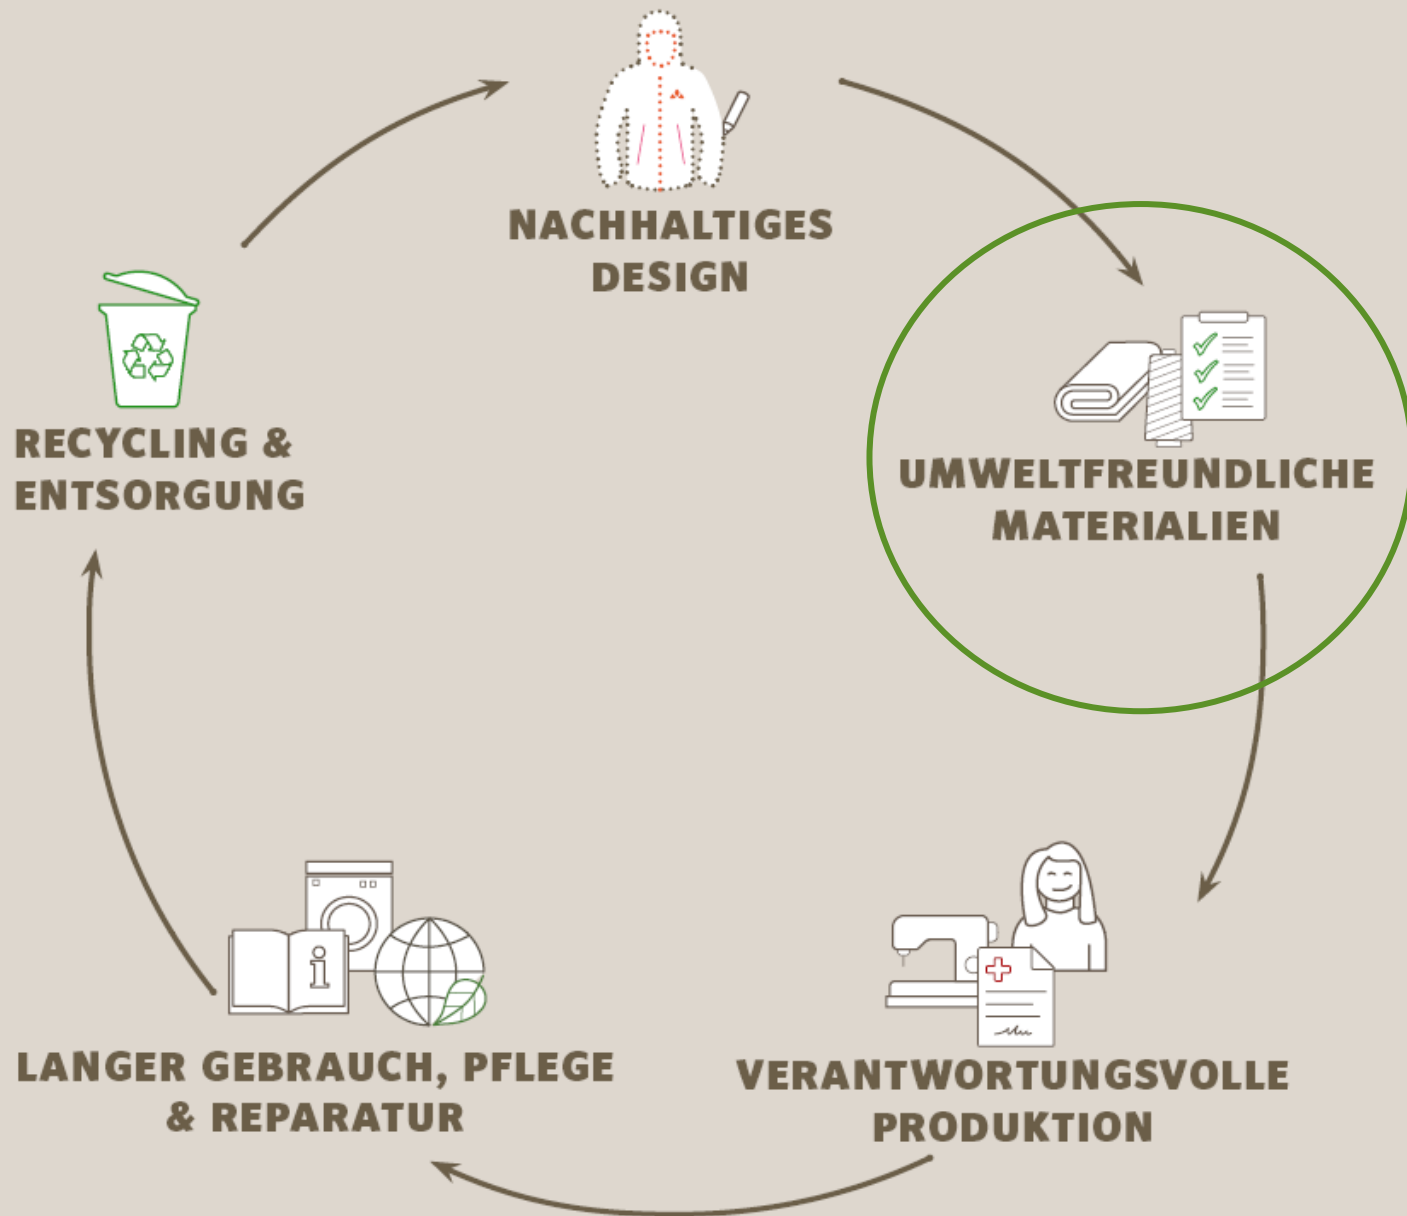 NACHHALTIGES
DESIGN
UMWELTFREUNDLICHE
MATERIALIEN
VERANTWORTUNGSVOLLE
PRODUKTION
LANGER GEBRAUCH, PFLEGE
& REPARATUR
RECYCLING &
ENTSORGUNG
i